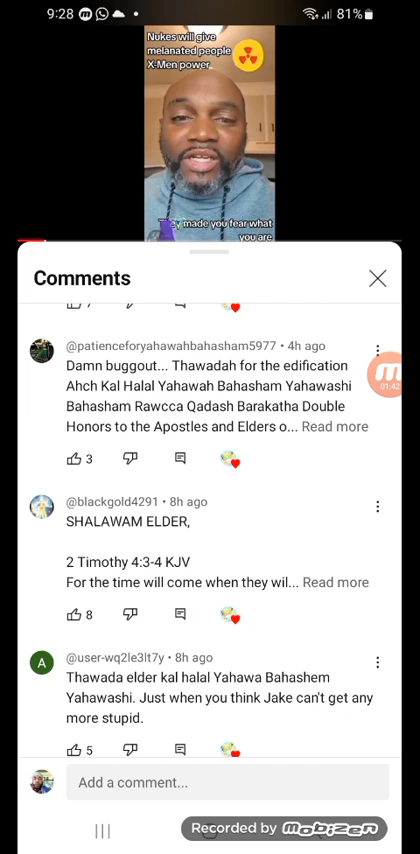 9:28
81%
Nukes will give
melanated people
X-Men power
made you fear what
you are
Comments
@patienceforyahawahbahasham5977 • 4h ago
Damn buggout... Thawadah for the edification
Ahch Kal Halal Yahawah Bahasham Yahawashi
Bahasham Rawcca Qadash Barakatha Double
Honors to the Apostles and Elders o... Read more
01:42
3
@blackgold4291 • 8h ago
SHALAWAM ELDER,
2 Timothy 4:3-4 KJV
For the time will come when they wil... Read more
8
@user-wq2le3lt7y • 8h ago
A
Thawada elder kal halal Yahawa Bahashem
Yahawashi. Just when you think Jake can't get any
more stupid.
5
Add a comment...
Recorded by mobizen